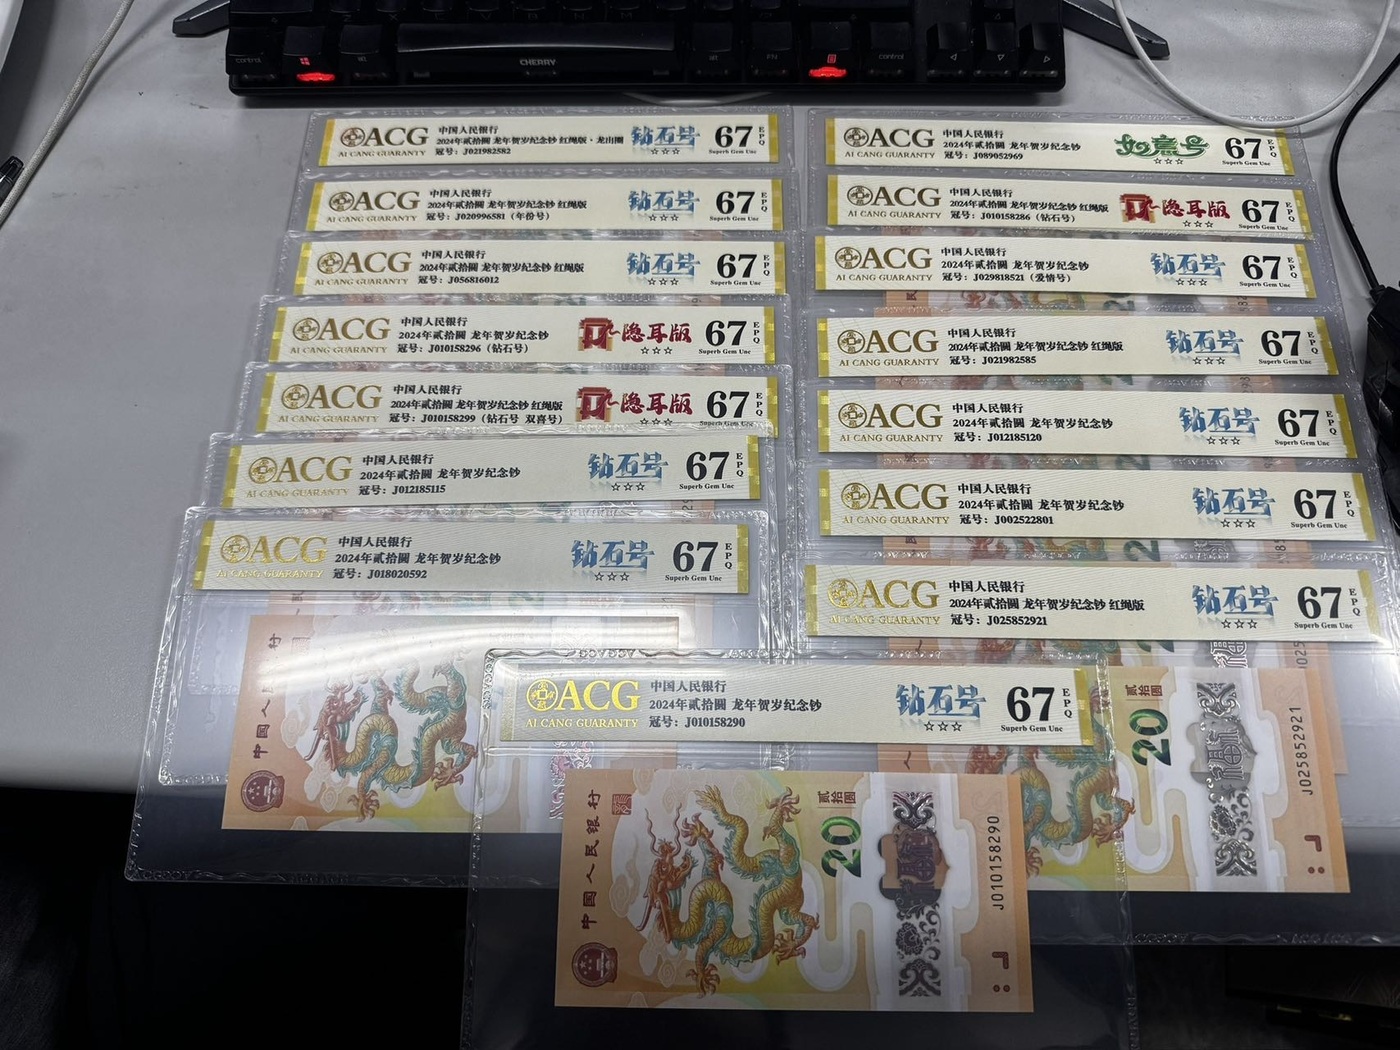 control
CHERRY
control
ACG
AI CANG GUARANTY
中国人民银行
2024年贰拾圆 龙年贺岁纪念钞 红绳版·龙出圈
冠号：J021982582
钻石号
☆☆☆
67
EPQ
Superb Gem Unc
ACG
AI CANG GUARANTY
中国人民银行
2024年贰拾圆 龙年贺岁纪念钞 红绳版
冠号：J020996581（年份号）
钻石号
☆☆☆
67
EPQ
Superb Gem Unc
ACG
AI CANG GUARANTY
中国人民银行
2024年贰拾圆 龙年贺岁纪念钞 红绳版
冠号：J056816012
钻石号
☆☆☆
67
EPQ
Superb Gem Unc
ACG
AI CANG GUARANTY
中国人民银行
2024年贰拾圆 龙年贺岁纪念钞
冠号：J010158296（钻石号）
隐耳版
☆☆☆
67
EPQ
Superb Gem Unc
ACG
AI CANG GUARANTY
中国人民银行
2024年贰拾圆 龙年贺岁纪念钞 红绳版
冠号：J010158299（钻石号 双喜号）
隐耳版
☆☆☆
67
EPQ
Superb Gem Unc
ACG
AI CANG GUARANTY
中国人民银行
2024年贰拾圆 龙年贺岁纪念钞
冠号：J012185115
钻石号
☆☆☆
67
EPQ
Superb Gem Unc
ACG
AI CANG GUARANTY
中国人民银行
2024年贰拾圆 龙年贺岁纪念钞
冠号：J018020592
钻石号
☆☆☆
67
EPQ
Superb Gem Unc
中国人民银行
ACG
AI CANG GUARANTY
中国人民银行
2024年贰拾圆 龙年贺岁纪念钞
冠号：J089052969
如意号
☆☆☆
67
EPQ
Superb Gem Unc
ACG
AI CANG GUARANTY
中国人民银行
2024年贰拾圆 龙年贺岁纪念钞 红绳版
冠号：J010158286（钻石号）
隐耳版
☆☆☆
67
EPQ
Superb Gem Unc
ACG
AI CANG GUARANTY
中国人民银行
2024年贰拾圆 龙年贺岁纪念钞
冠号：J029818521（爱情号）
钻石号
☆☆☆
67
EPQ
Superb Gem Unc
ACG
AI CANG GUARANTY
中国人民银行
2024年贰拾圆 龙年贺岁纪念钞 红绳版
冠号：J021982585
钻石号
☆☆☆
67
EPQ
Superb Gem Unc
ACG
AI CANG GUARANTY
中国人民银行
2024年贰拾圆 龙年贺岁纪念钞
冠号：J012185120
钻石号
☆☆☆
67
EPQ
Superb Gem Unc
ACG
AI CANG GUARANTY
中国人民银行
2024年贰拾圆 龙年贺岁纪念钞
冠号：J002522801
钻石号
☆☆☆
67
EPQ
Superb Gem Unc
ACG
AI CANG GUARANTY
中国人民银行
2024年贰拾圆 龙年贺岁纪念钞 红绳版
冠号：J025852921
钻石号
☆☆☆
67
EPQ
Superb Gem Unc
贰拾圆
20
J025852921
ACG
AI CANG GUARANTY
中国人民银行
2024年贰拾圆 龙年贺岁纪念钞
冠号：J010158290
钻石号
☆☆☆
67
EPQ
Superb Gem Unc
中国人民银行
贰拾圆
20
J010158290